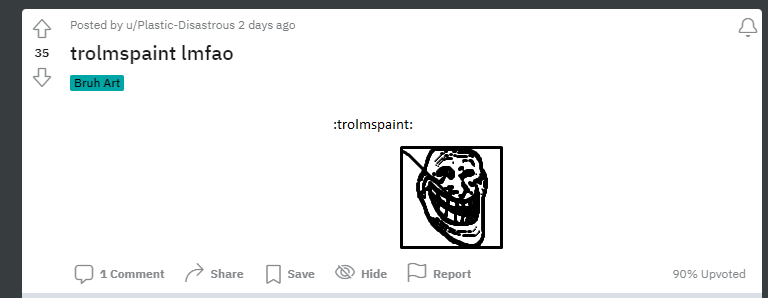 Posted by u/Plastic-Disastrous 2 days ago
35
trolmspaint lmfao
Bruh Art
:trolmspaint:
1 Comment Share Save Hide Report 90% Upvoted